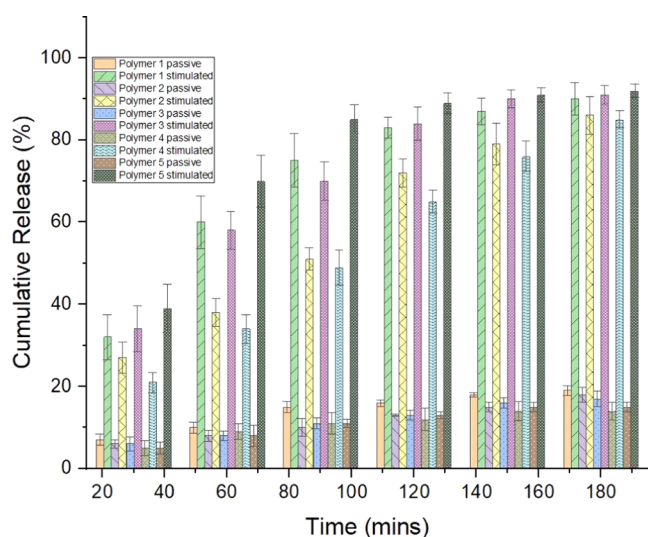 100
80
60
40
20
0
Cumulative Release (%)
Polymer 1 passive
Polymer 1 stimulated
Polymer 2 passive
Polymer 2 stimulated
Polymer 3 passive
Polymer 3 stimulated
Polymer 4 passive
Polymer 4 stimulated
Polymer 5 passive
Polymer 5 stimulated
20 40 60 80 100 120 140 160 180
Time (mins)